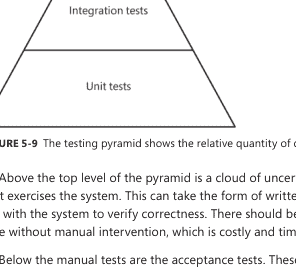 Integration tests
Unit tests
URE 5-9 The testing pyramid shows the relative quantity of
Above the top level of the pyramid is a cloud of uncer
t exercises the system. This can take the form of writte
with the system to verify correctness. There should be
e without manual intervention, which is costly and tim
Below the manual tests are the acceptance tests. These